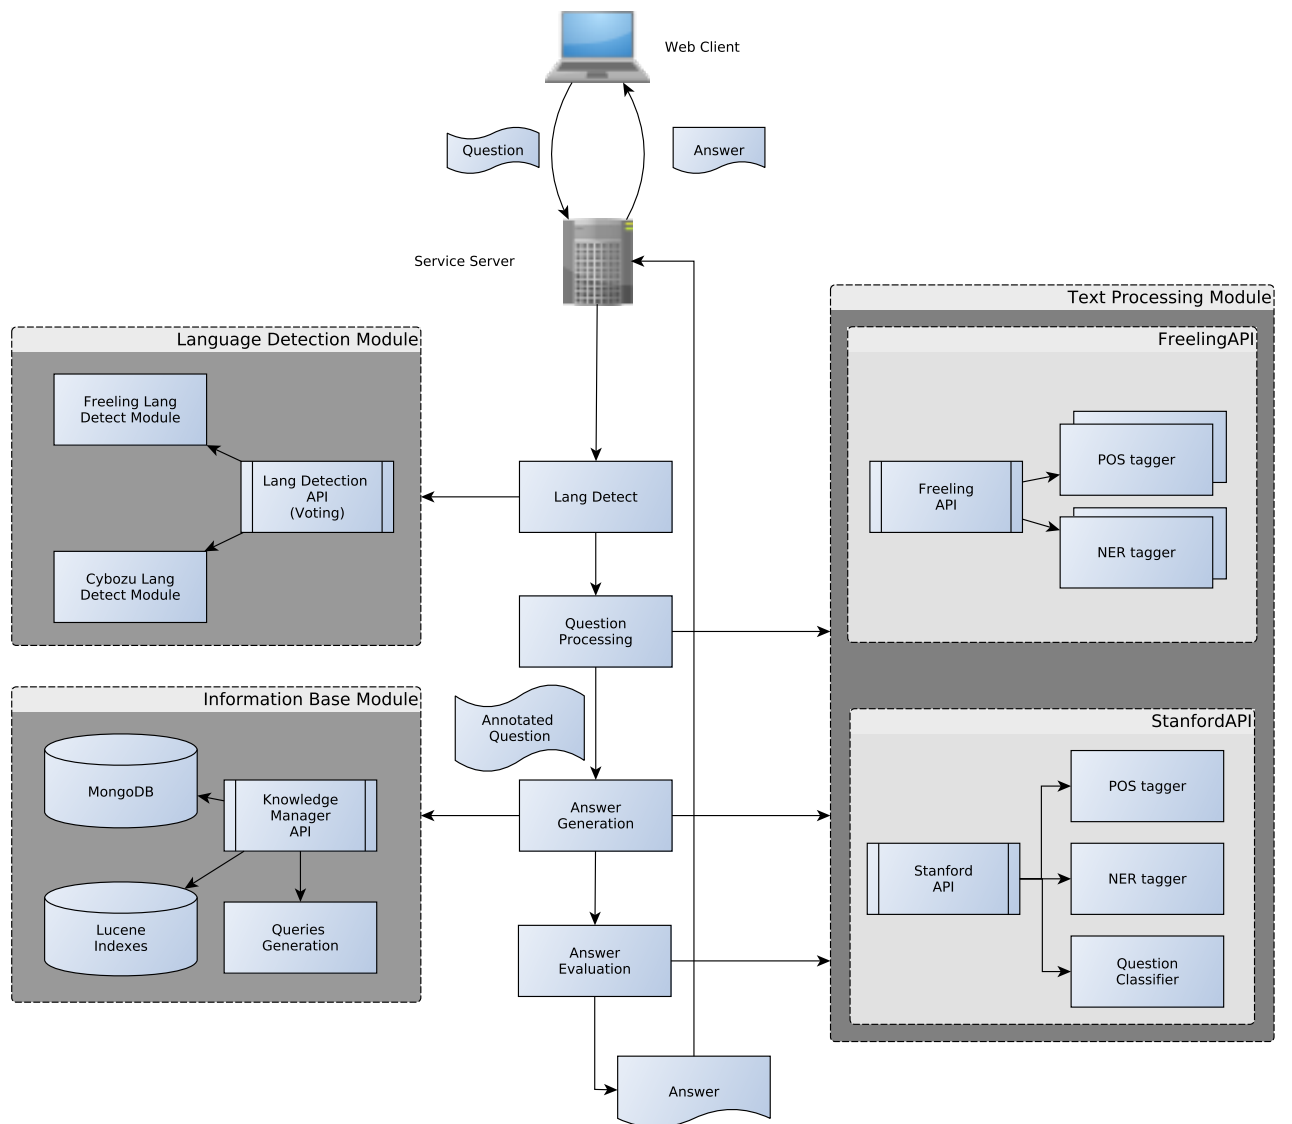 Web Client
Question
Answer
Service Server
Text Processing Module
FreelingAPI
Language Detection Module
Freeling Lang
Detect Module
Lang Detection
API
(Voting)
Cybozu Lang
Detect Module
Lang Detect
Freeling
API
POS tagger
NER tagger
Question
Processing
Information Base Module
MongoDB
Knowledge
Manager
API
Lucene
Indexes
Queries
Generation
Annotated
Question
Answer
Generation
Answer
Evaluation
Answer
StanfordAPI
Stanford
API
POS tagger
NER tagger
Question
Classifier